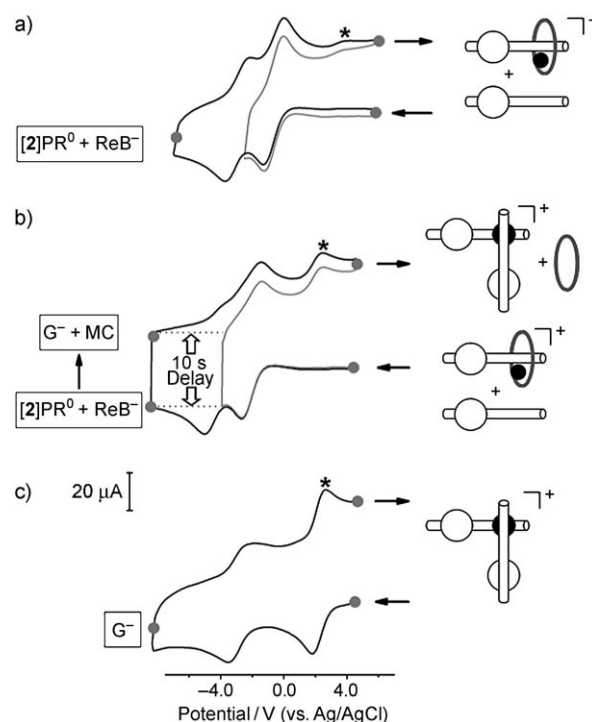 a)
*
¬–
+
[2]PR⁰ + ReB⁻
b)
*
¬+
+
G⁻ + MC
10 s
Delay
¬+
+
[2]PR⁰ + ReB⁻
c)
20 μA
*
¬+
G⁻
−4.0 0.0 4.0
Potential / V (vs. Ag/AgCl)